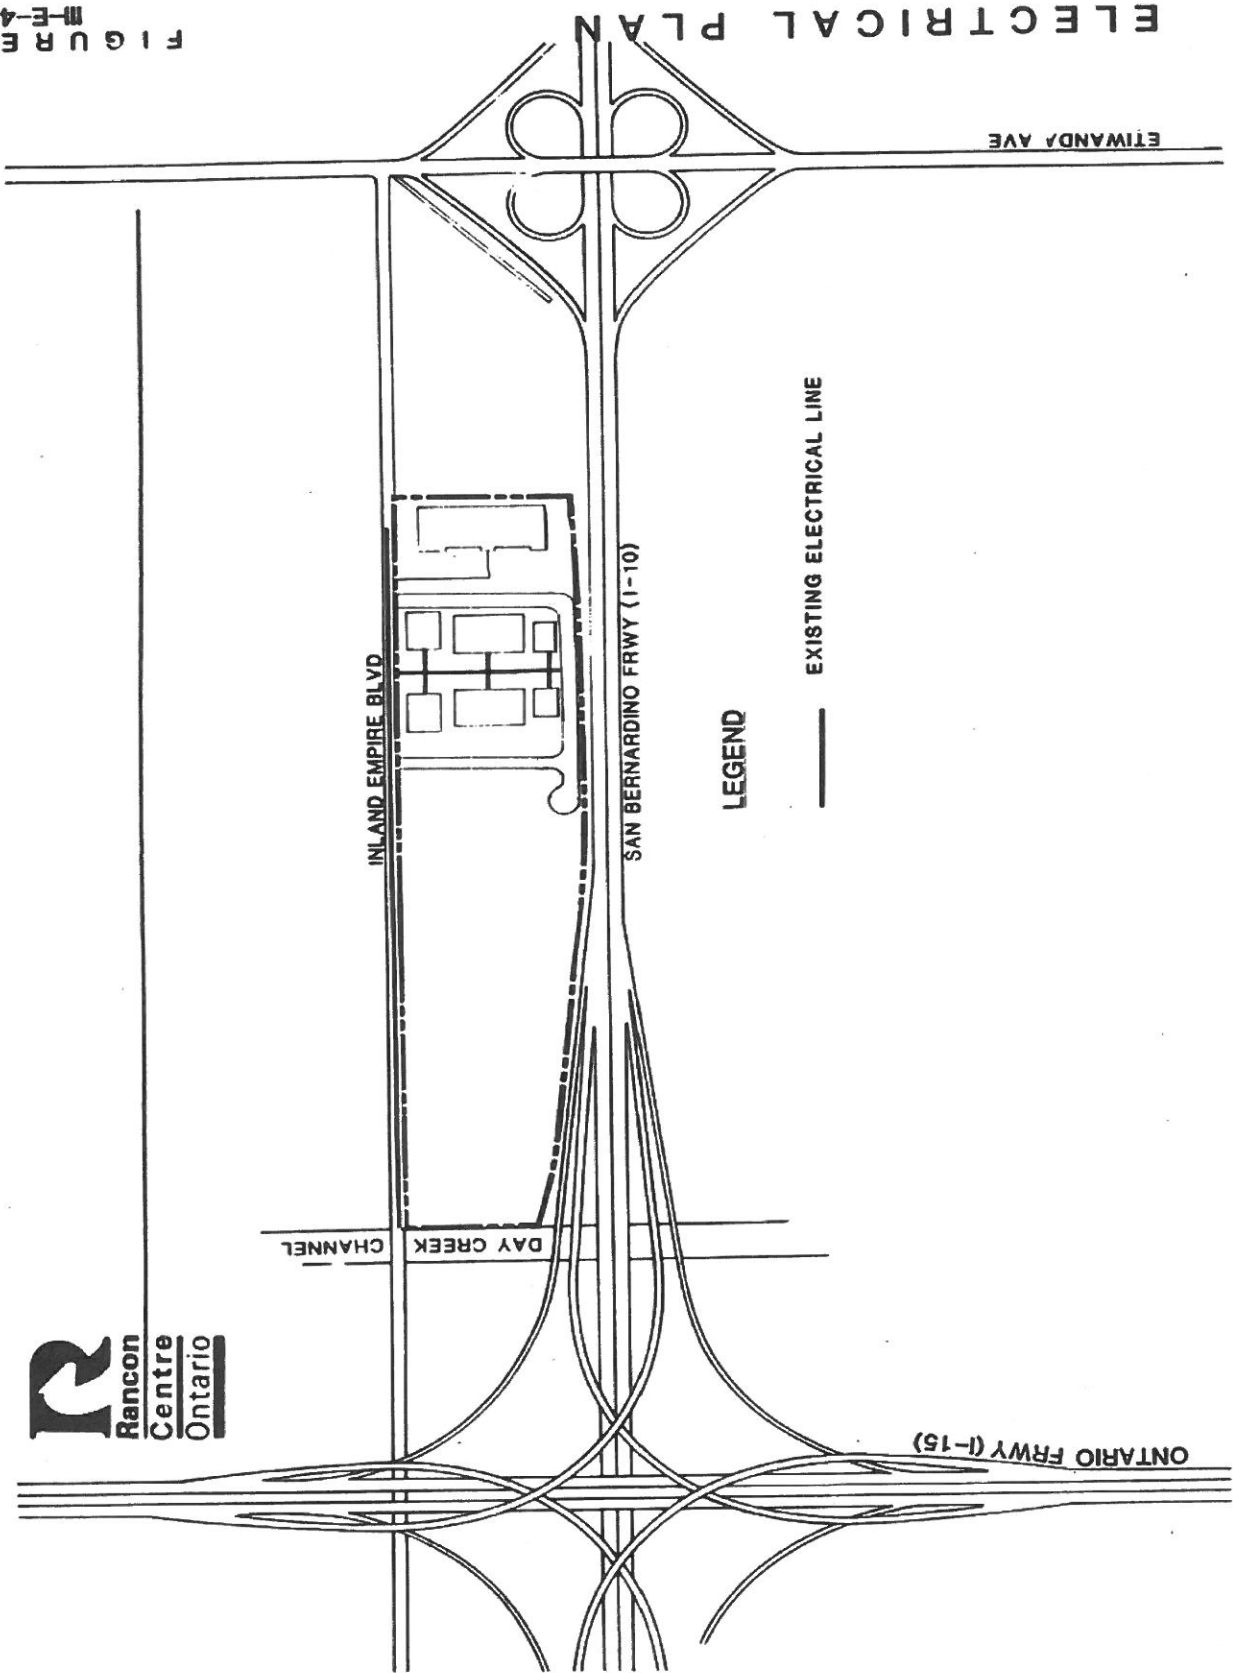 Rancon
Centre
Ontario
INLAND EMPIRE BLVD
DAY CREEK
CHANNEL
SAN BERNARDINO FRWY (I-10)
ONTARIO FRWY (I-15)
ETIWANDA AVE
LEGEND
EXISTING ELECTRICAL LINE
ELECTRICAL PLAN
FIGURE
III-E-4